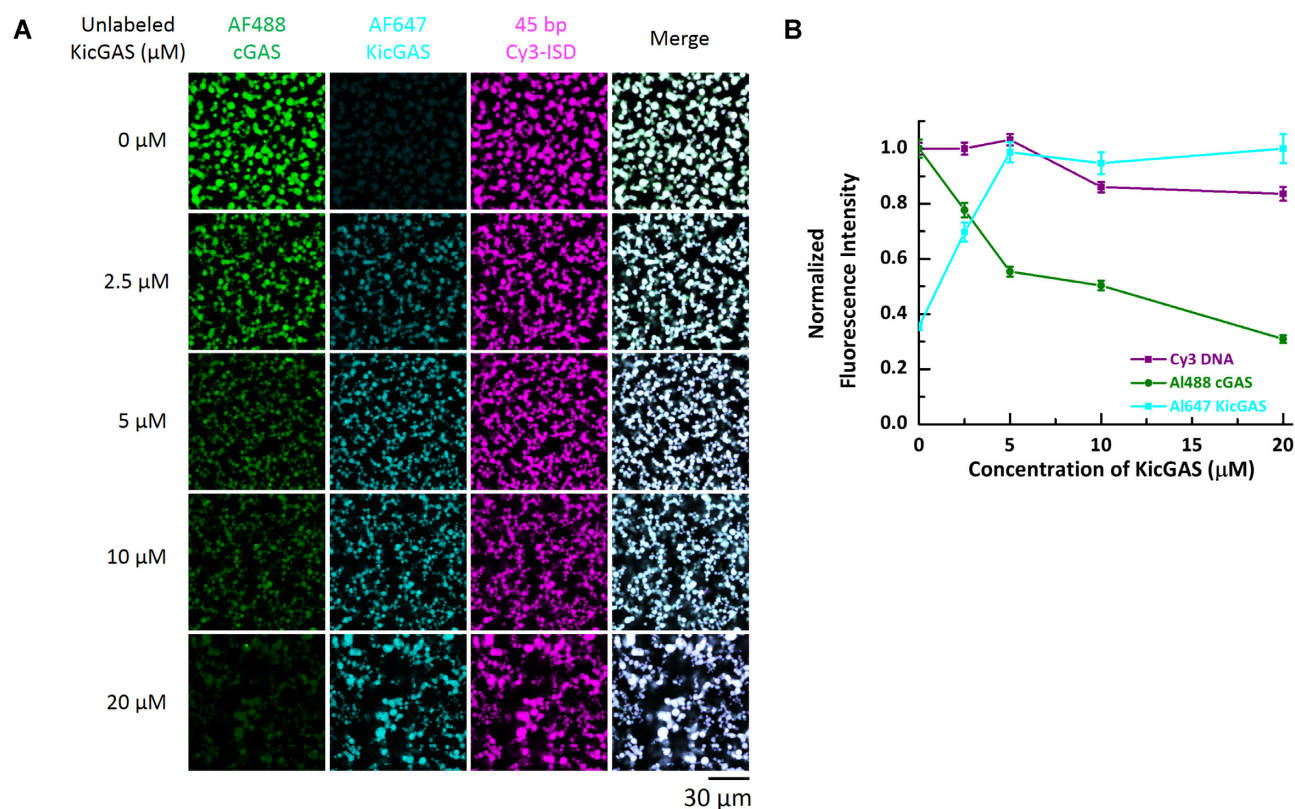 A
Unlabeled
KicGAS (μM)
AF488
cGAS
AF647
KicGAS
45 bp
Cy3-ISD
Merge
0 μM
2.5 μM
5 μM
10 μM
20 μM
30 μm
B
Normalized
Fluorescence Intensity
1.0
0.8
0.6
0.4
0.2
0.0
Cy3 DNA
Al488 cGAS
Al647 KicGAS
0 5 10 15 20
Concentration of KicGAS (μM)